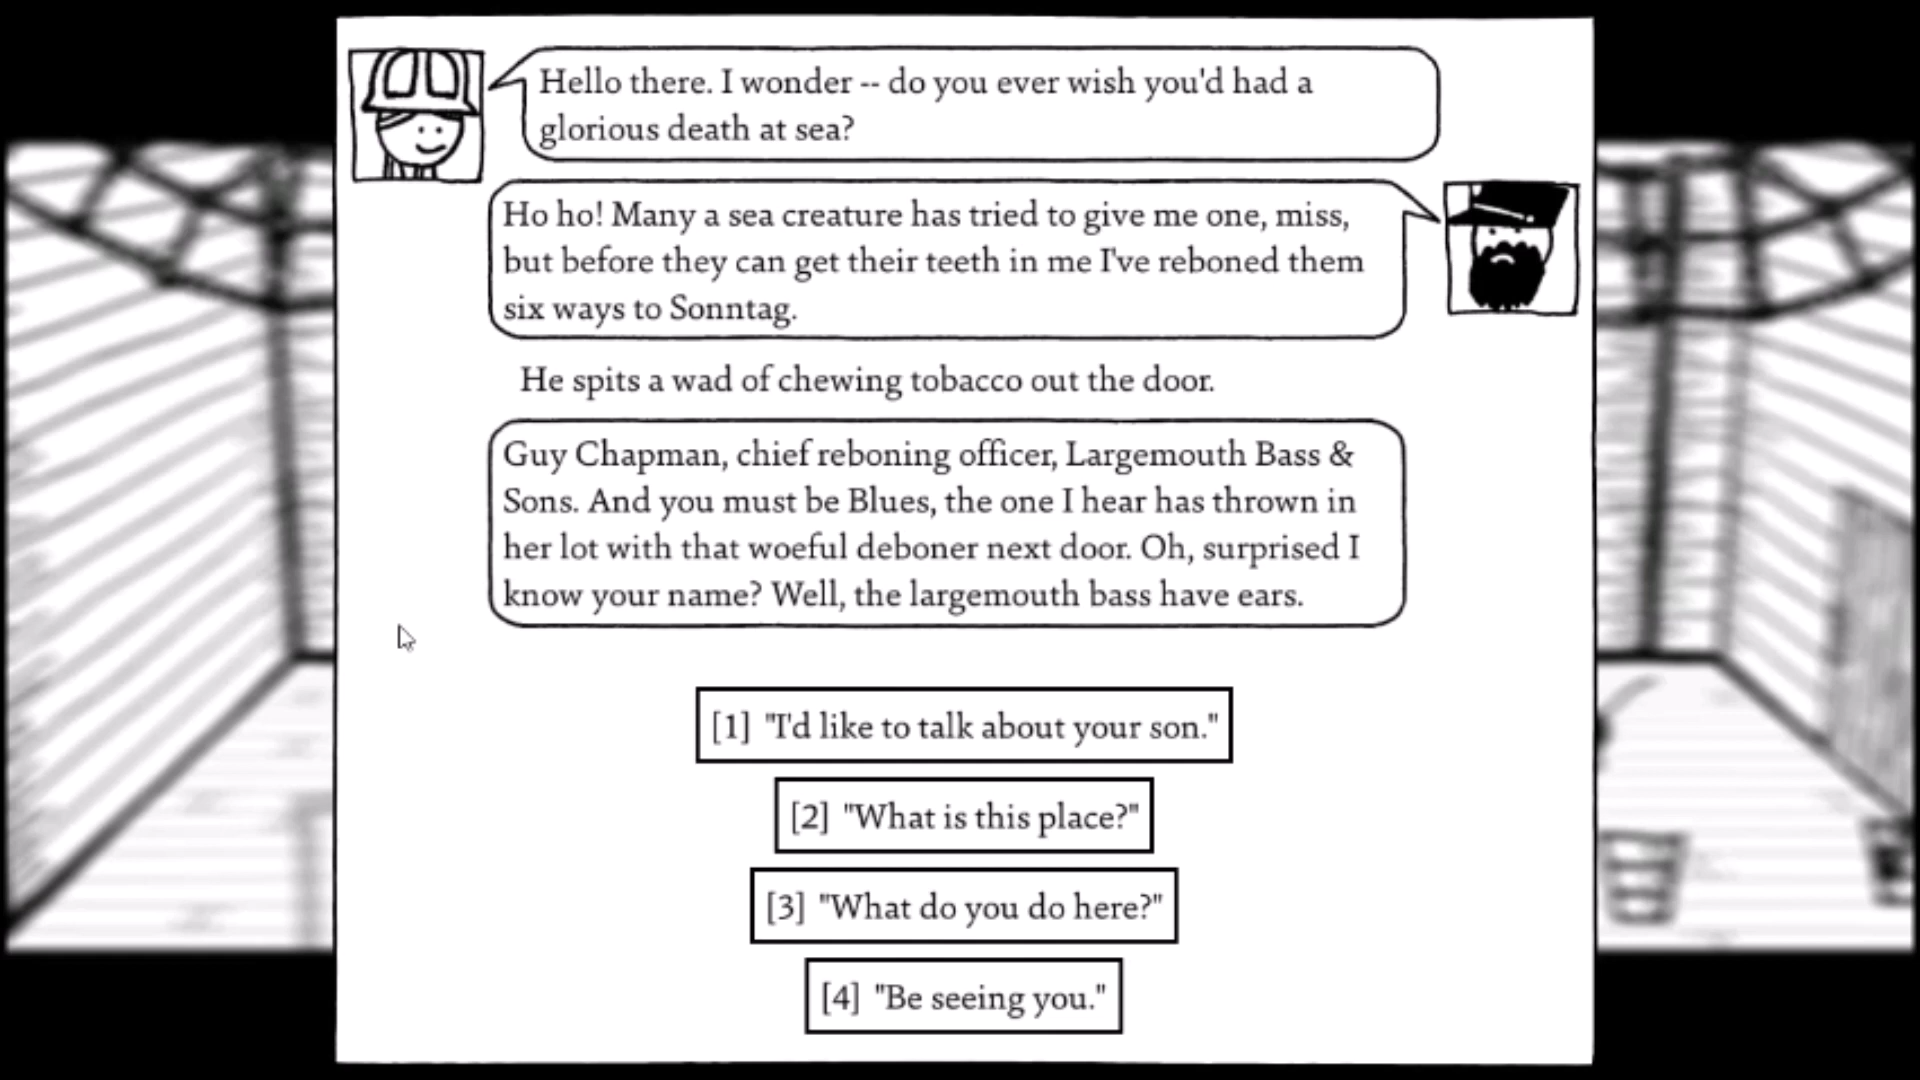 Hello there. I wonder -- do you ever wish you'd had a
glorious death at sea?
Ho ho! Many a sea creature has tried to give me one, miss,
but before they can get their teeth in me I've reboned them
six ways to Sonntag.
He spits a wad of chewing tobacco out the door.
Guy Chapman, chief reboning officer, Largemouth Bass &
Sons. And you must be Blues, the one I hear has thrown in
her lot with that woeful deboner next door. Oh, surprised I
know your name? Well, the largemouth bass have ears.
[1] "I'd like to talk about your son."
[2] "What is this place?"
[3] "What do you do here?"
[4] "Be seeing you."